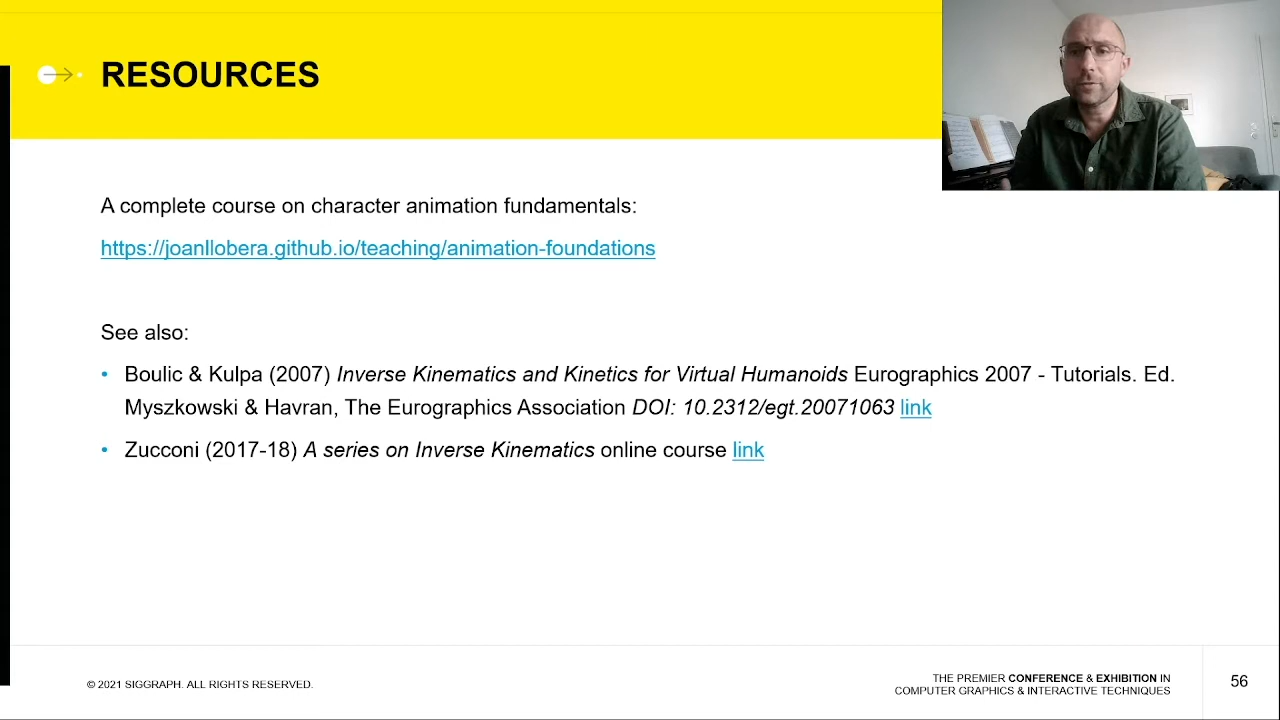 RESOURCES
A complete course on character animation fundamentals:
https://joanllobera.github.io/teaching/animation-foundations
See also:
• Boulic & Kulpa (2007) Inverse Kinematics and Kinetics for Virtual Humanoids Eurographics 2007 - Tutorials. Ed.
Myszkowski & Havran, The Eurographics Association DOI: 10.2312/egt.20071063 link
• Zucconi (2017-18) A series on Inverse Kinematics online course link
© 2021 SIGGRAPH. ALL RIGHTS RESERVED.
THE PREMIER CONFERENCE & EXHIBITION IN
COMPUTER GRAPHICS & INTERACTIVE TECHNIQUES
56